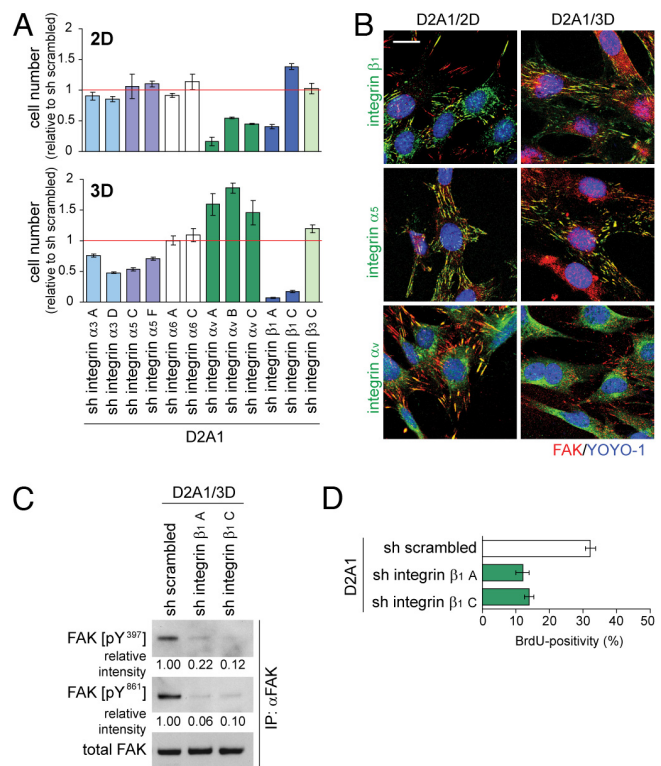 A
2D
cell number
(relative to sh scrambled)
2
1.5
1
0.5
0
3D
cell number
(relative to sh scrambled)
2
1.5
1
0.5
0
sh integrin α3 A
sh integrin α3 D
sh integrin α5 C
sh integrin α5 F
sh integrin α6 A
sh integrin α6 C
sh integrin αv A
sh integrin αv B
sh integrin αv C
sh integrin β1 A
sh integrin β1 C
sh integrin β3 C
D2A1
B
D2A1/2D D2A1/3D
integrin β1
integrin α5
integrin αv
FAK/YOYO-1
C
D2A1/3D
sh scrambled
sh integrin β1 A
sh integrin β1 C
FAK [pY397]
relative
intensity
1.00 0.22 0.12
FAK [pY861]
relative
intensity
1.00 0.06 0.10
total FAK
IP: αFAK
D
D2A1
sh scrambled
sh integrin β1 A
sh integrin β1 C
0 10 20 30 40 50
BrdU-positivity (%)